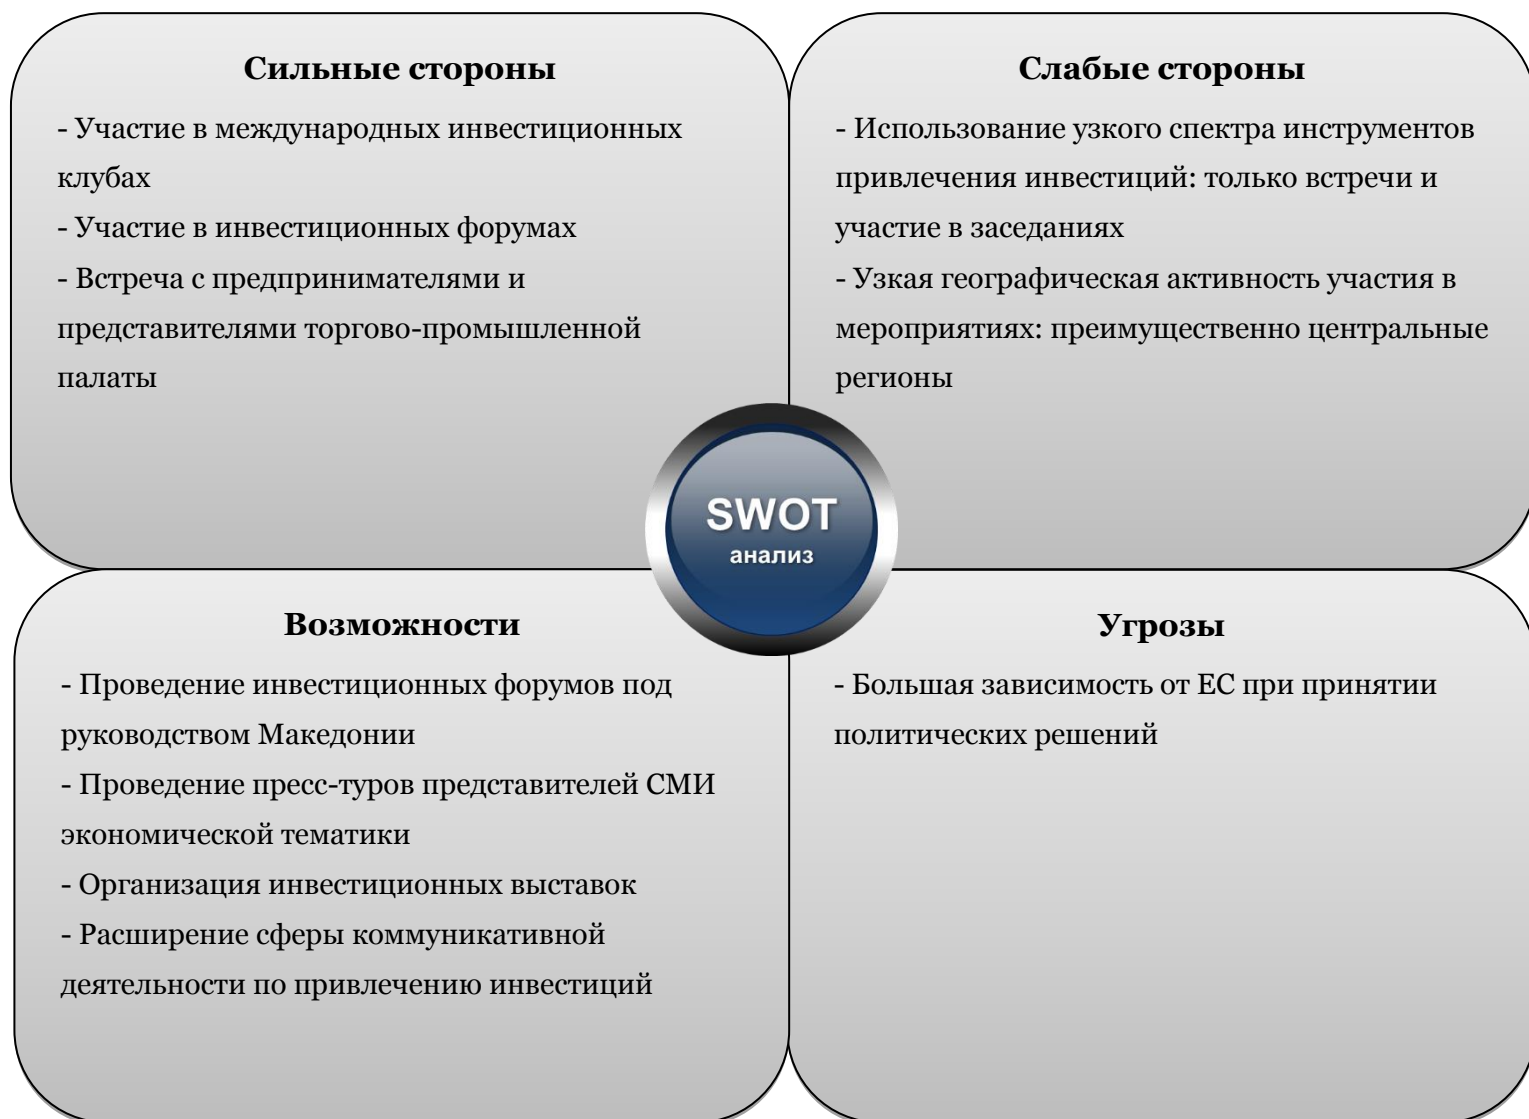 Сильные стороны
- Участие в международных инвестиционных
клубах
- Участие в инвестиционных форумах
- Встреча с предпринимателями и
представителями торгово-промышленной
палаты
Слабые стороны
- Использование узкого спектра инструментов
привлечения инвестиций: только встречи и
участие в заседаниях
- Узкая географическая активность участия в
мероприятиях: преимущественно центральные
регионы
SWOT
анализ
Возможности
- Проведение инвестиционных форумов под
руководством Македонии
- Проведение пресс-туров представителей СМИ
экономической тематики
- Организация инвестиционных выставок
- Расширение сферы коммуникативной
деятельности по привлечению инвестиций
Угрозы
- Большая зависимость от ЕС при принятии
политических решений